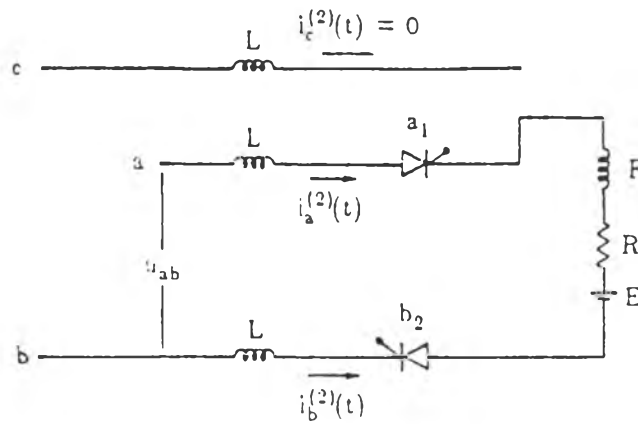 L
i_c^(2)(t) = 0
c
L
a_1
a
i_a^(2)(t)
F
R
u_ab
E
b_2
L
b
i_b^(2)(t)